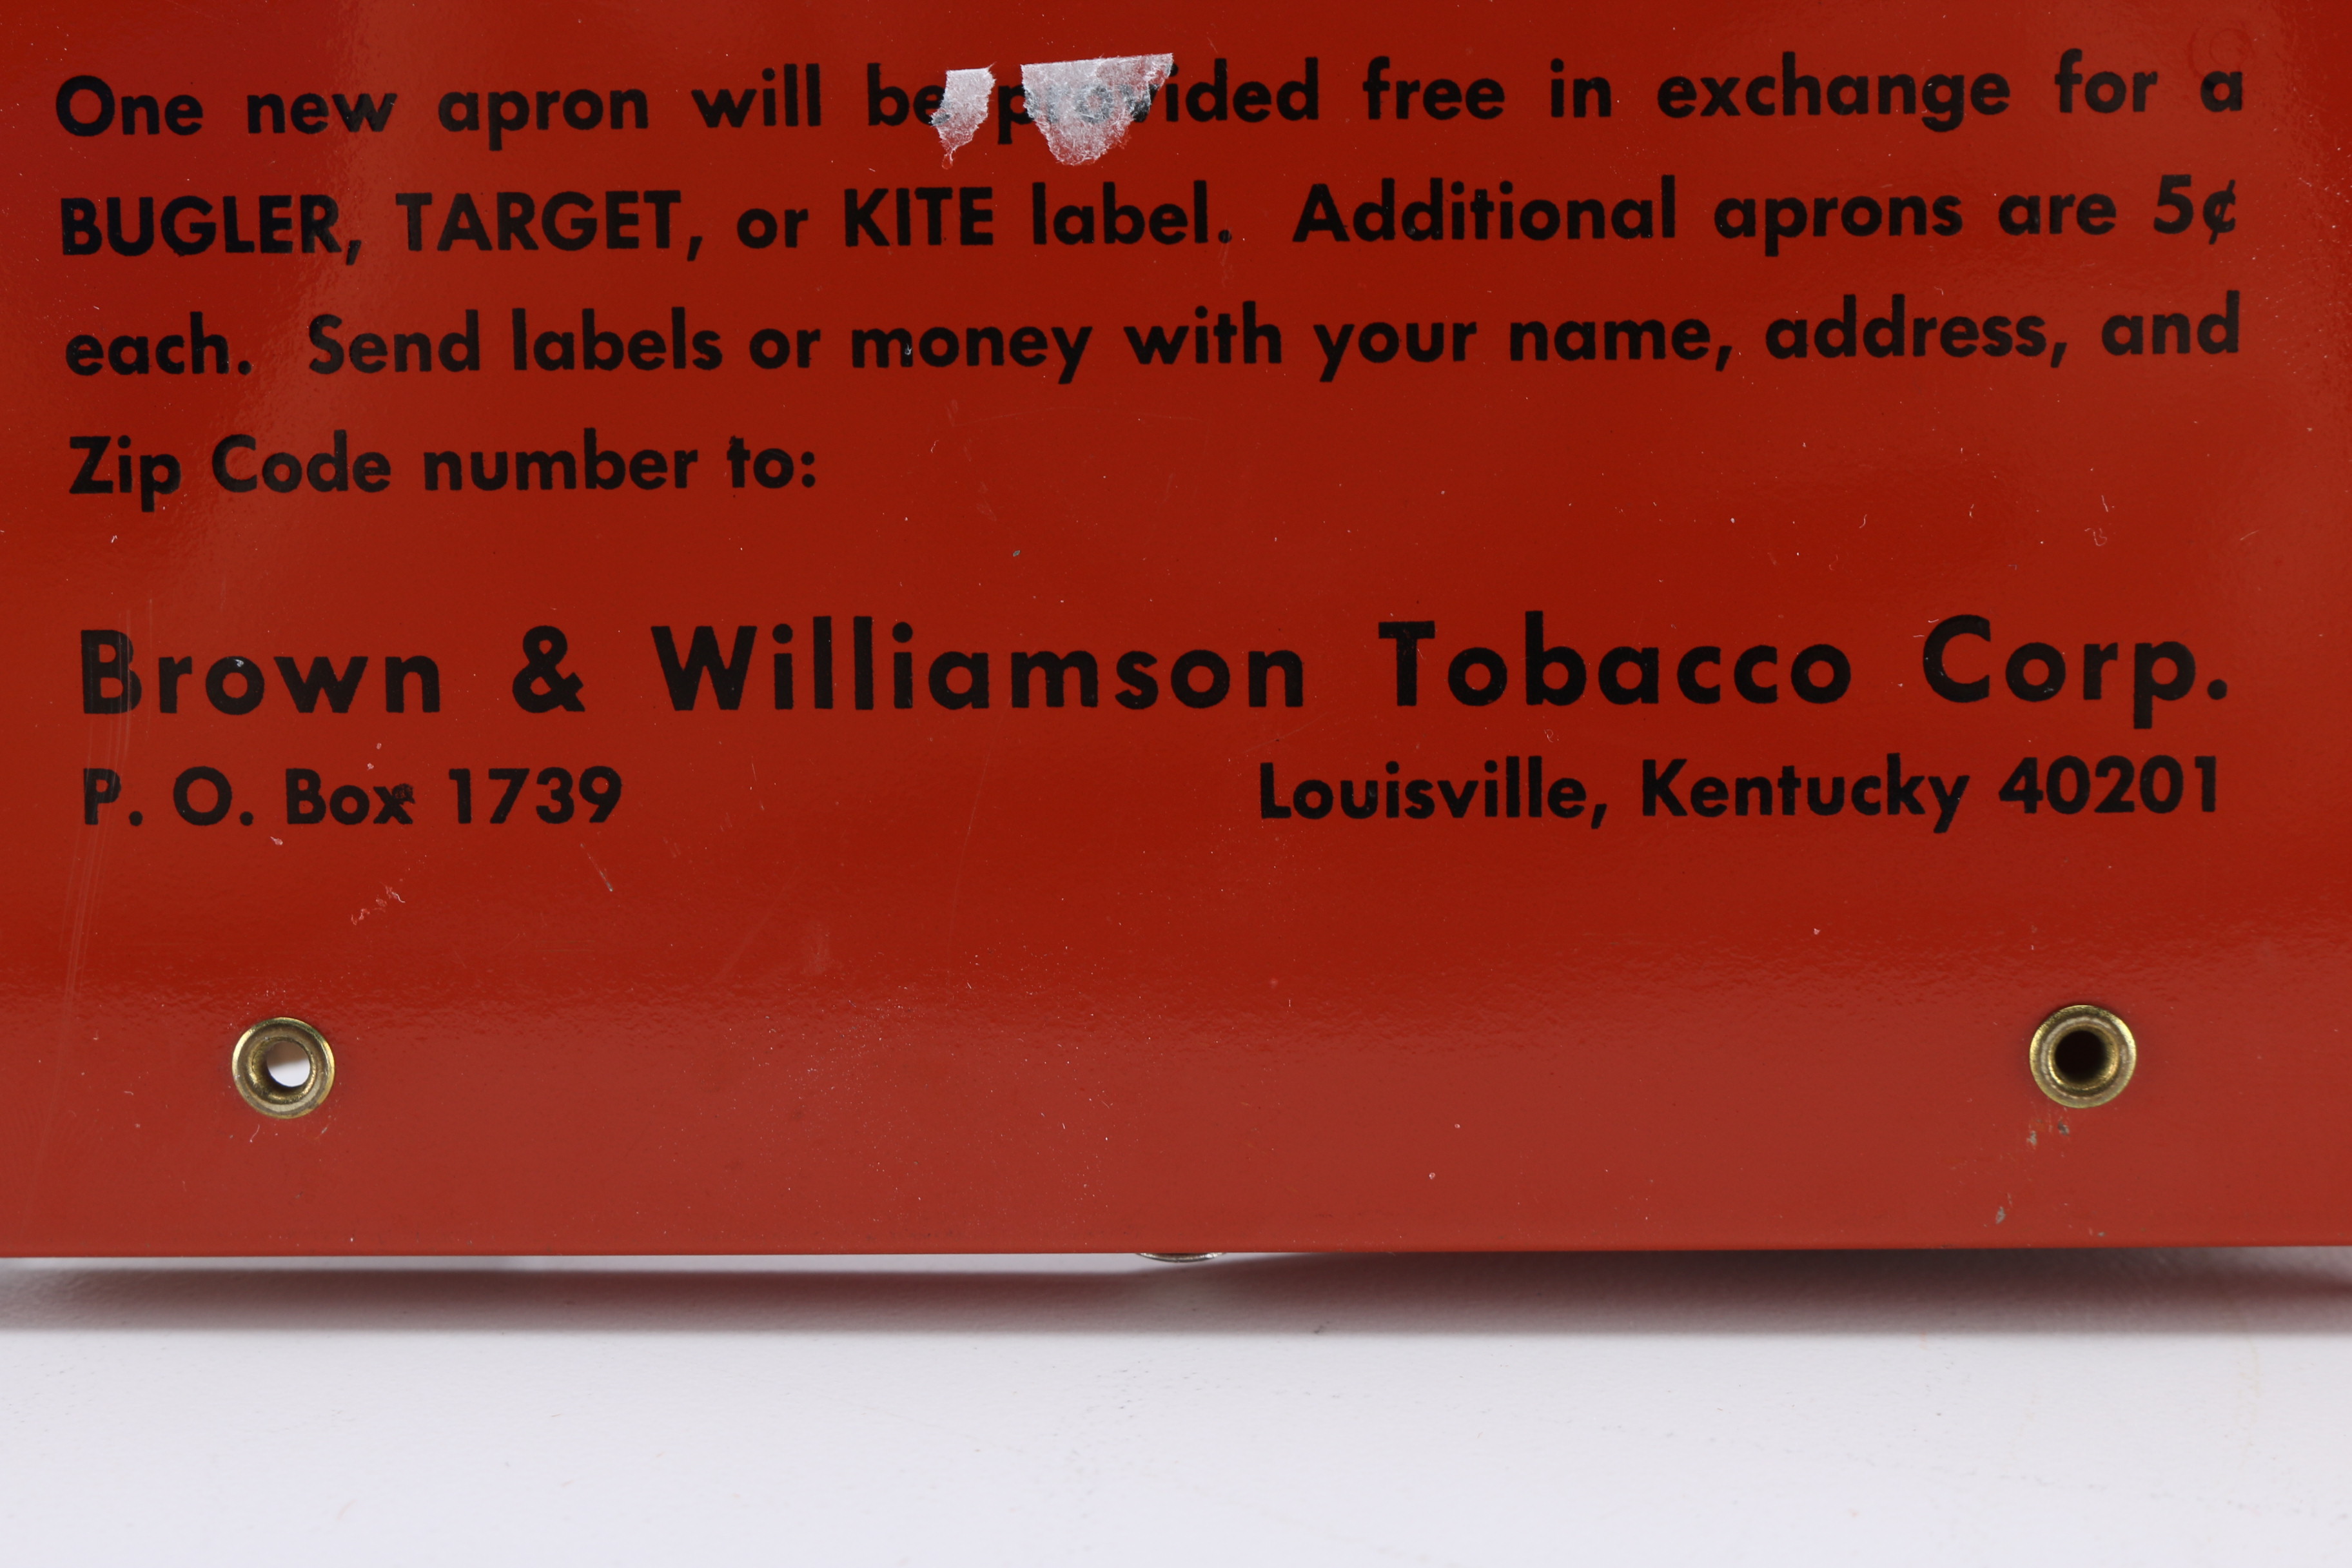 One new apron will be provided free in exchange for a
BUGLER, TARGET, or KITE label. Additional aprons are 5¢
each. Send labels or money with your name, address, and
Zip Code number to:
Brown & Williamson Tobacco Corp.
P. O. Box 1739 Louisville, Kentucky 40201